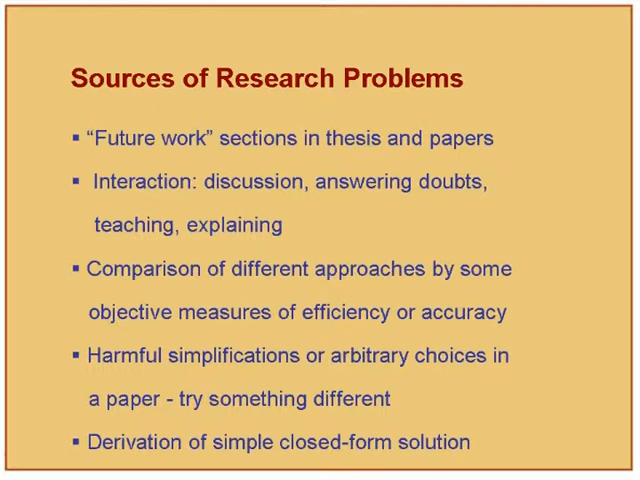 Sources of Research Problems
▪ “Future work” sections in thesis and papers
▪ Interaction: discussion, answering doubts,
teaching, explaining
▪ Comparison of different approaches by some
objective measures of efficiency or accuracy
▪ Harmful simplifications or arbitrary choices in
a paper - try something different
▪ Derivation of simple closed-form solution